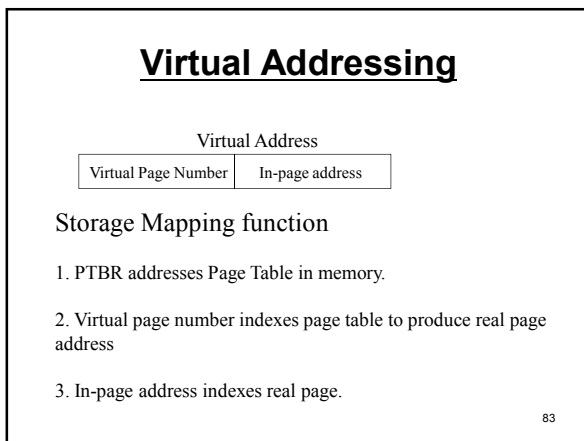 Virtual Addressing
Virtual Address
Virtual Page Number In-page address
Storage Mapping function
1. PTBR addresses Page Table in memory.
2. Virtual page number indexes page table to produce real page
address
3. In-page address indexes real page.
83